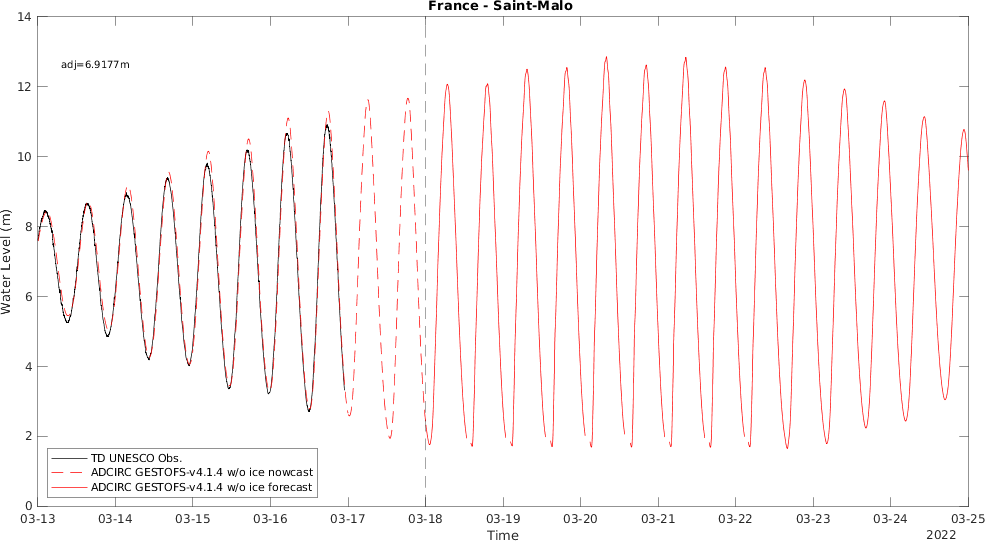 France - Saint-Malo
14
adj=6.9177m
12
10
8
6
4
2
0
Water Level (m)
TD UNESCO Obs.
ADCIRC GESTOFS-v4.1.4 w/o ice nowcast
ADCIRC GESTOFS-v4.1.4 w/o ice forecast
03-13 03-14 03-15 03-16 03-17 03-18 03-19 03-20 03-21 03-22 03-23 03-24 03-25
Time
2022